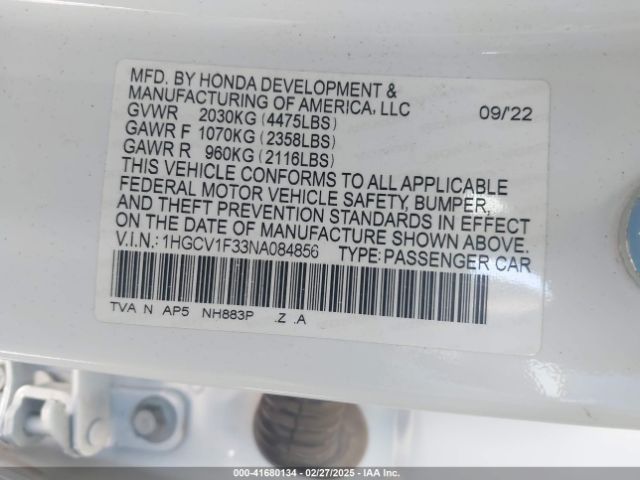 MFD. BY HONDA DEVELOPMENT &
MANUFACTURING OF AMERICA, LLC 09/'22
GVWR 2030KG (4475LBS)
GAWR F 1070KG (2358LBS)
GAWR R 960KG (2116LBS)
THIS VEHICLE CONFORMS TO ALL APPLICABLE
FEDERAL MOTOR VEHICLE SAFETY, BUMPER,
AND THEFT PREVENTION STANDARDS IN EFFECT
ON THE DATE OF MANUFACTURE SHOWN ABOVE.
V.I.N.: 1HGCV1F33NA084856 TYPE: PASSENGER CAR
TVA N AP5 NH883P .Z .A
000-41680134 - 02/27/2025 - IAA Inc.